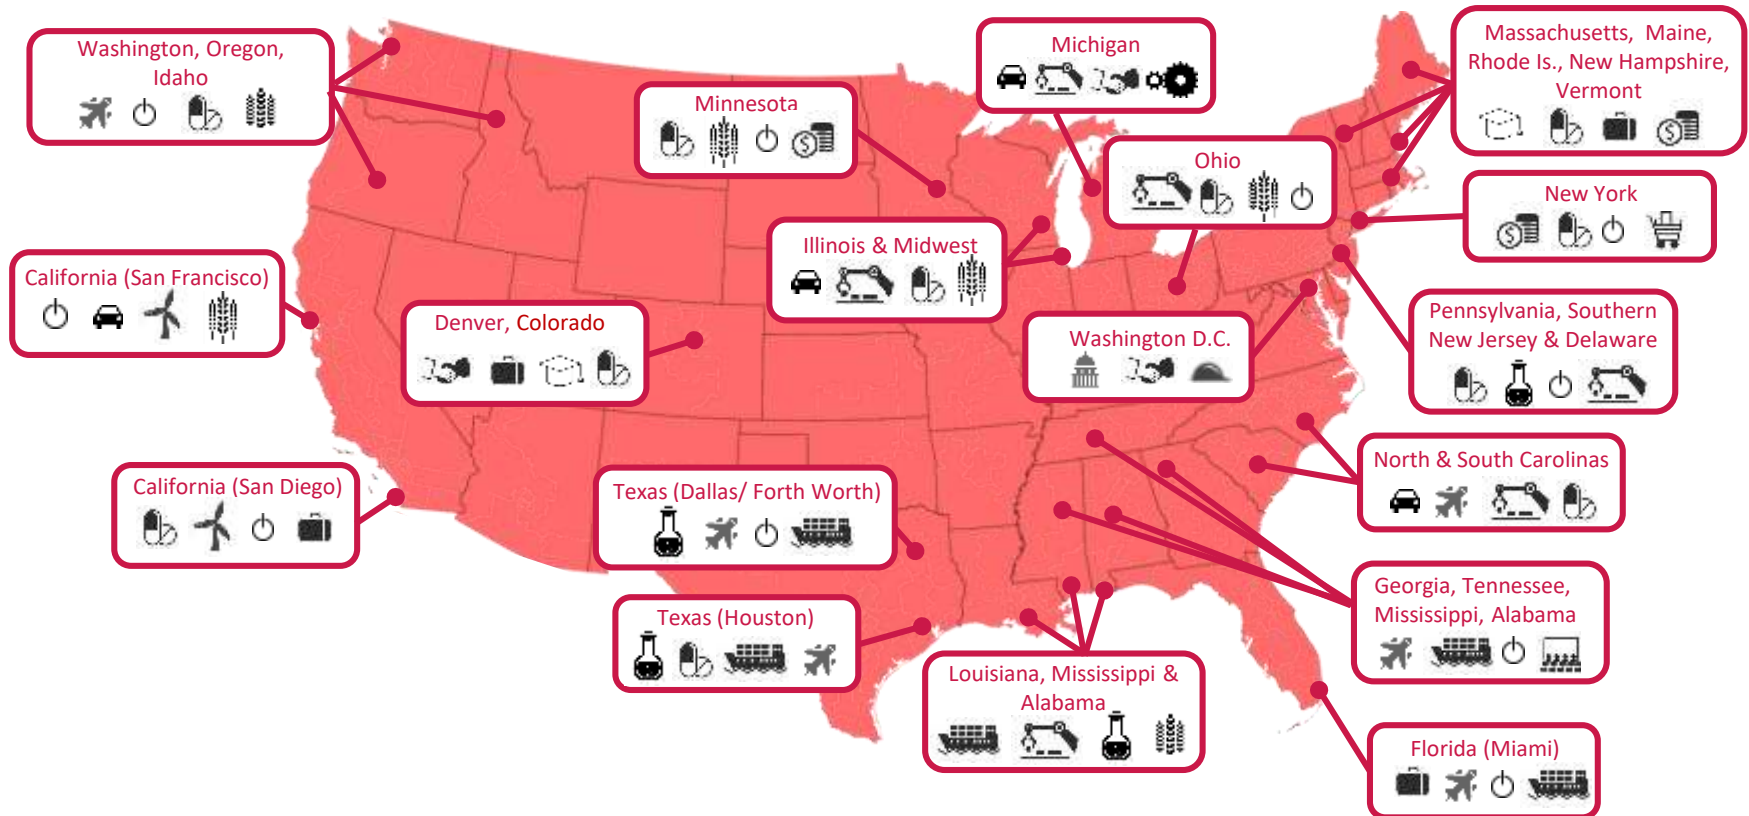 Washington, Oregon,
Idaho
Minnesota
Michigan
Massachusetts, Maine,
Rhode Is., New Hampshire,
Vermont
Ohio
New York
California (San Francisco)
Illinois & Midwest
Denver, Colorado
Washington D.C.
Pennsylvania, Southern
New Jersey & Delaware
California (San Diego)
Texas (Dallas/ Forth Worth)
North & South Carolinas
Texas (Houston)
Georgia, Tennessee,
Mississippi, Alabama
Louisiana, Mississippi &
Alabama
Florida (Miami)